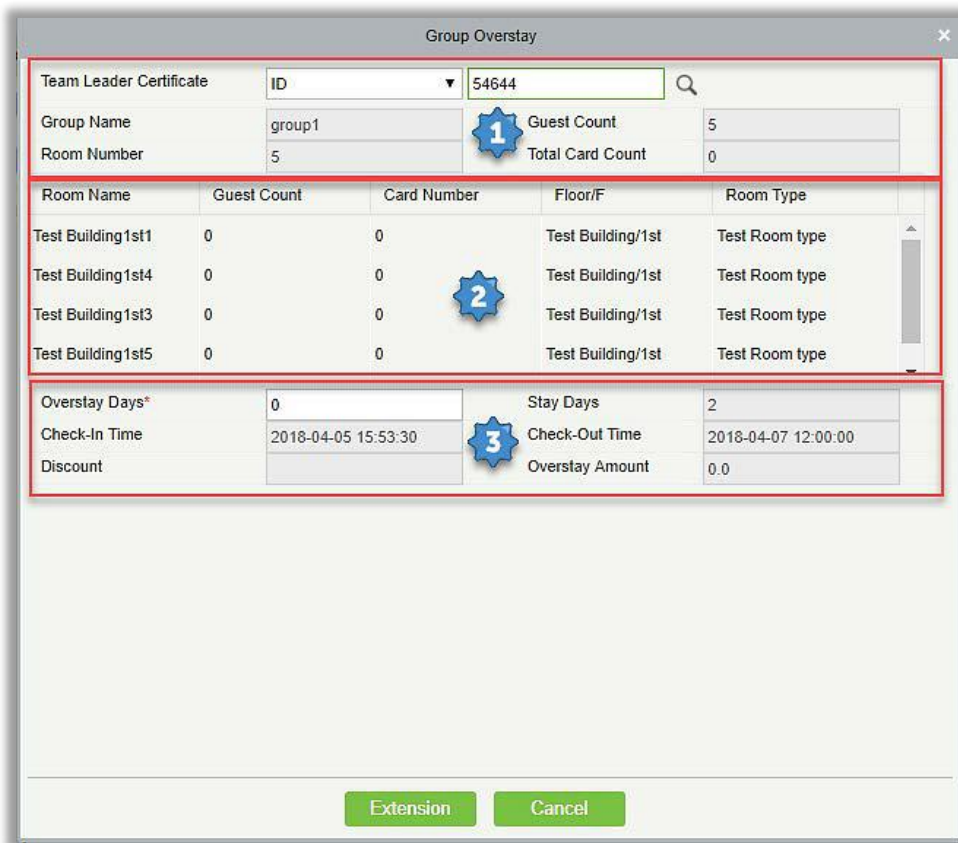 Group Overstay ×
Team Leader Certificate ID 54644
Group Name group1 1 Guest Count 5
Room Number 5 Total Card Count 0
Room Name Guest Count Card Number Floor/F Room Type
Test Building1st1 0 0 Test Building/1st Test Room type
Test Building1st4 0 0 Test Building/1st Test Room type
2
Test Building1st3 0 0 Test Building/1st Test Room type
Test Building1st5 0 0 Test Building/1st Test Room type
Overstay Days* 0 Stay Days 2
Check-In Time 2018-04-05 15:53:30 3 Check-Out Time 2018-04-07 12:00:00
Discount Overstay Amount 0.0
Extension Cancel